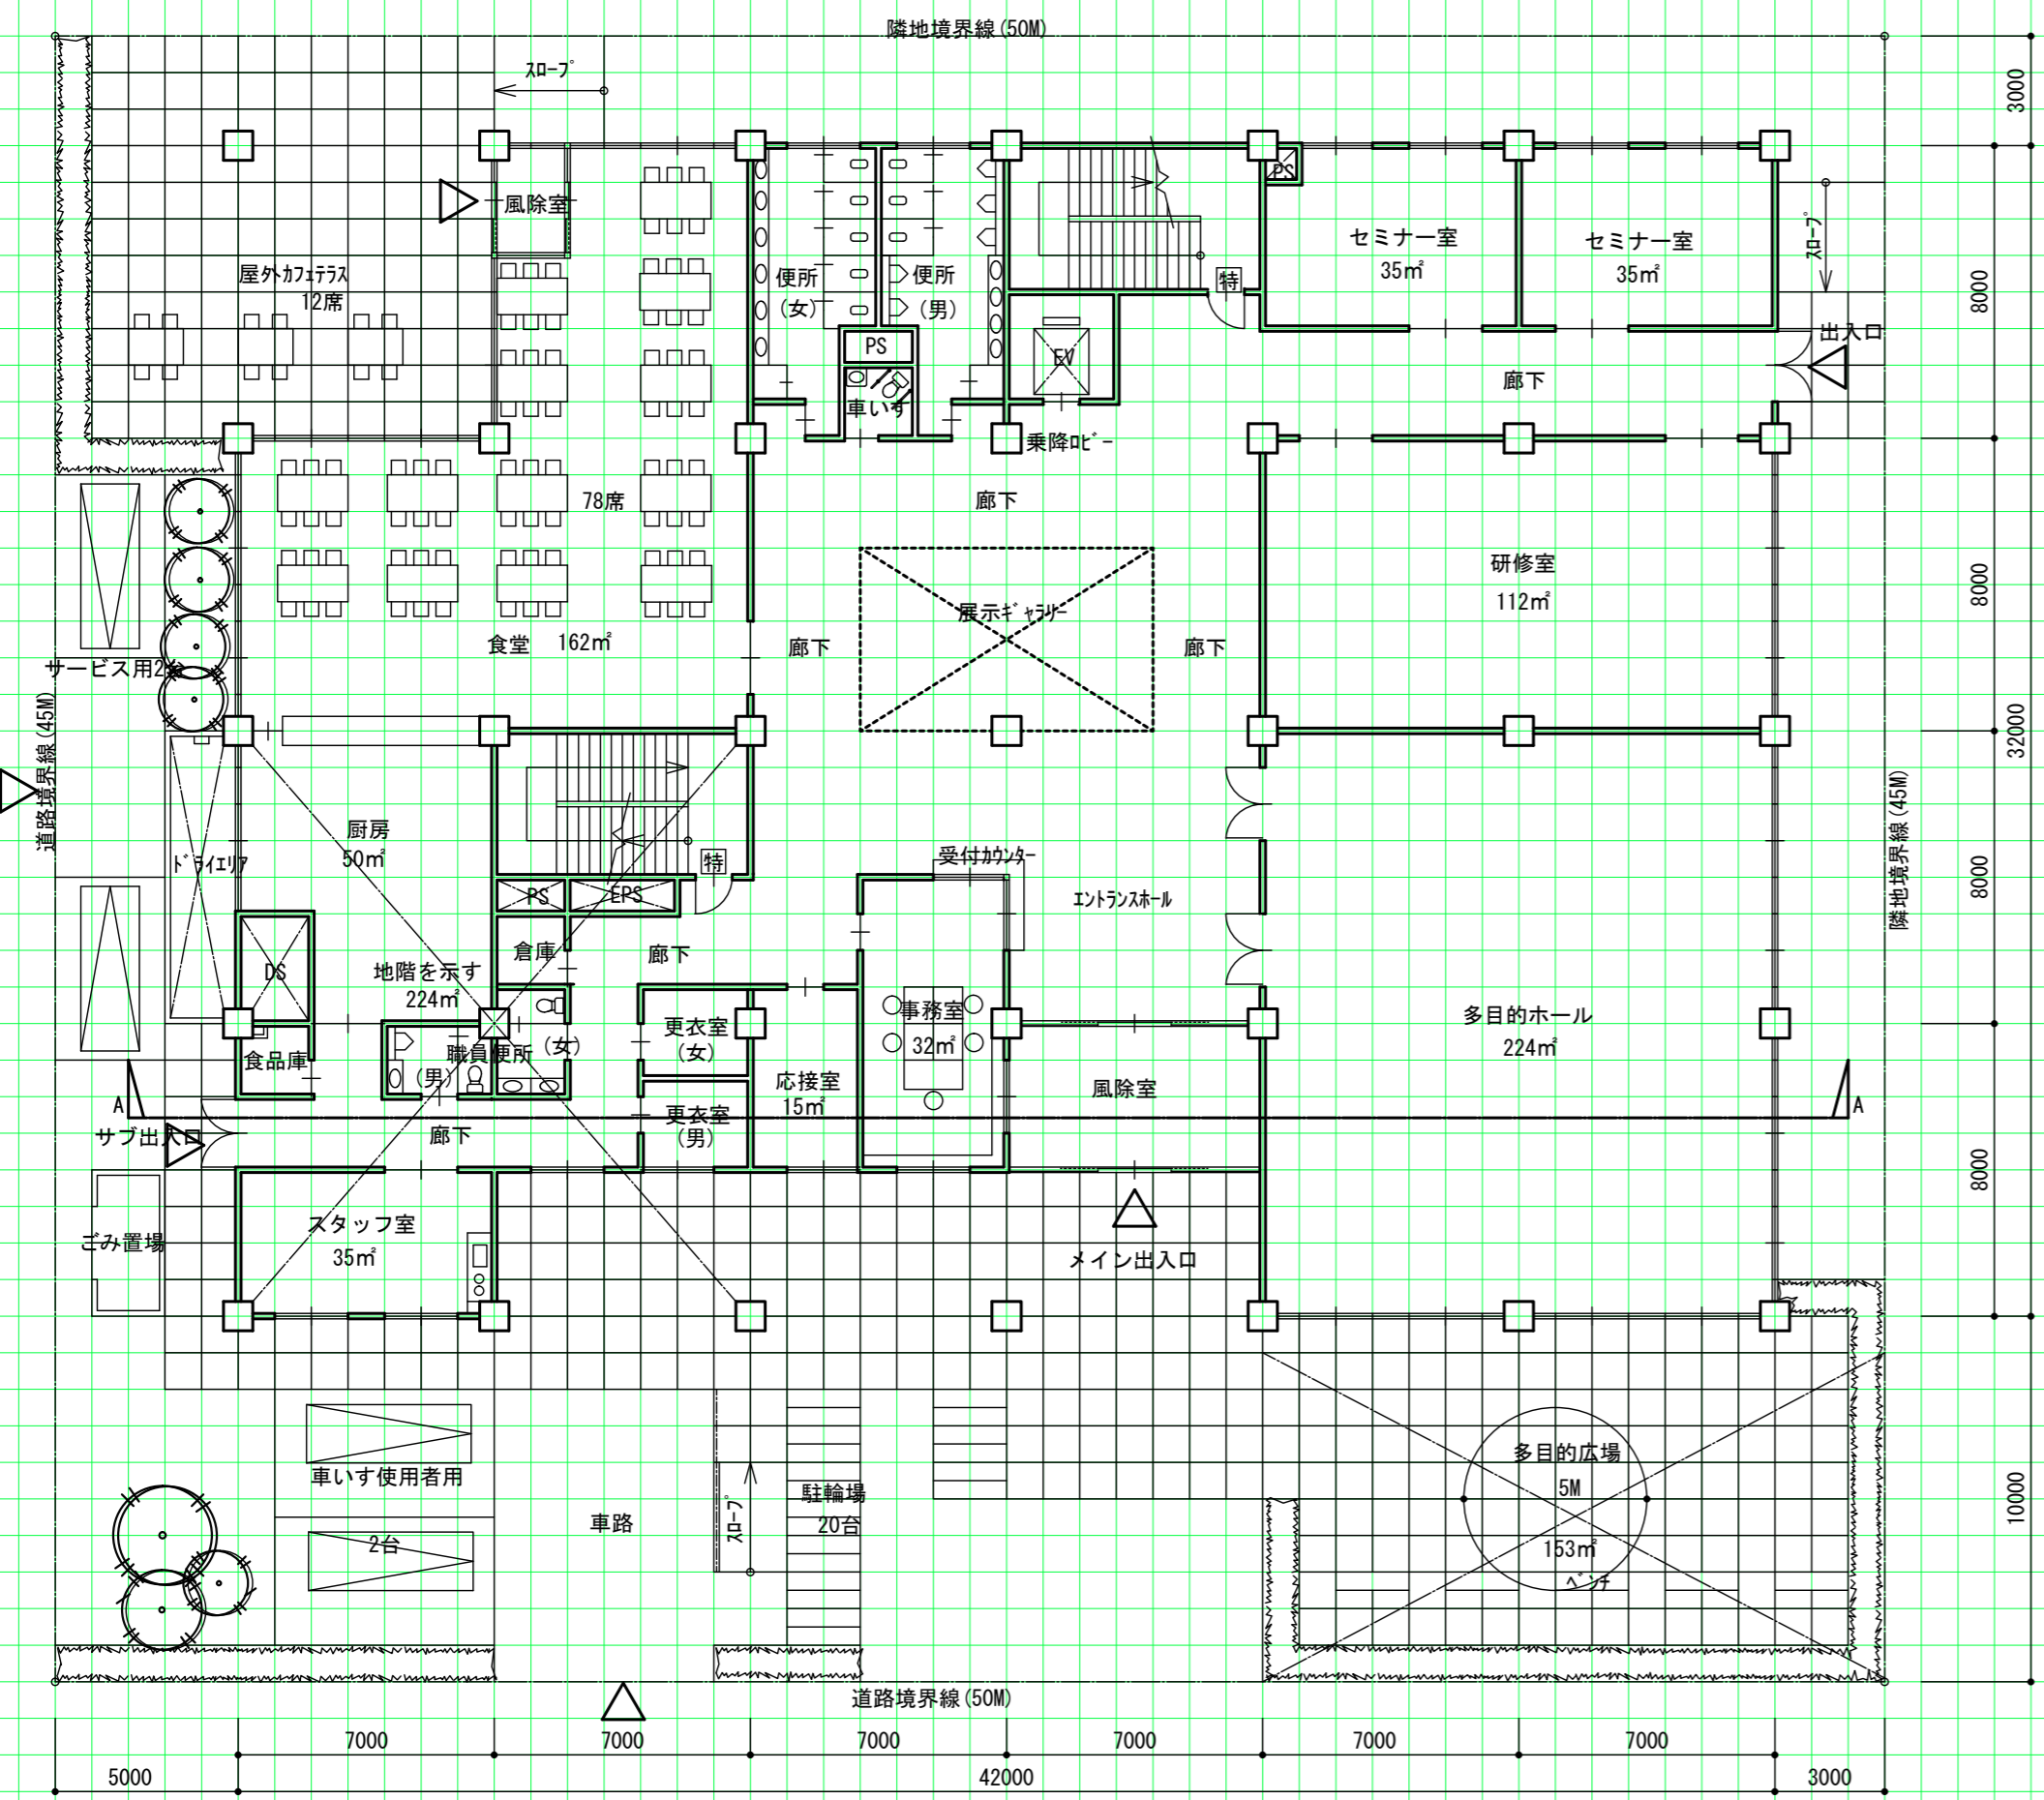 隣地境界線(50M)
スロープ
3000
風除室
PS
屋外カフェテラス
12席
便所
(女)
便所
(男)
特
セミナー室
35㎡
セミナー室
35㎡
スロープ
8000
出入口
PS
EV
車いす
廊下
乗降ロビー
78席
廊下
研修室
112㎡
8000
展示ギャラリー
食堂 162㎡
廊下
廊下
サービス用2台
道路境界線(45M)
32000
隣地境界線(45M)
厨房
50㎡
ドライエリア
特
受付カウンター
8000
PS
EPS
エントランスホール
倉庫
廊下
DS
地階を示す
224㎡
事務室
32㎡
多目的ホール
224㎡
更衣室
(女)
食品庫
職員便所
(女)
(男)
応接室
15㎡
風除室
A
A
更衣室
(男)
サブ出入口
廊下
8000
スタッフ室
35㎡
ごみ置場
メイン出入口
多目的広場
5M
153㎡
ベンチ
車いす使用者用
2台
車路
スロープ
駐輪場
20台
10000
道路境界線(50M)
7000
7000
7000
7000
7000
7000
5000
42000
3000